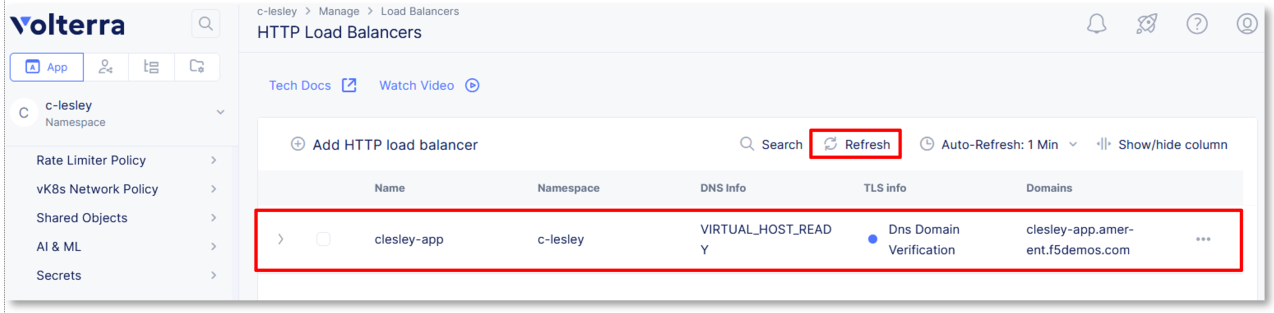 Volterra
c-lesley > Manage > Load Balancers
HTTP Load Balancers
App
C
c-lesley
Namespace
Tech Docs
Watch Video
Rate Limiter Policy
vK8s Network Policy
Shared Objects
AI & ML
Secrets
Add HTTP load balancer
Search
Refresh
Auto-Refresh: 1 Min
Show/hide column
Name Namespace DNS Info TLS info Domains
clesley-app
c-lesley
VIRTUAL_HOST_READ
Y
Dns Domain
Verification
clesley-app.amer-
ent.f5demos.com